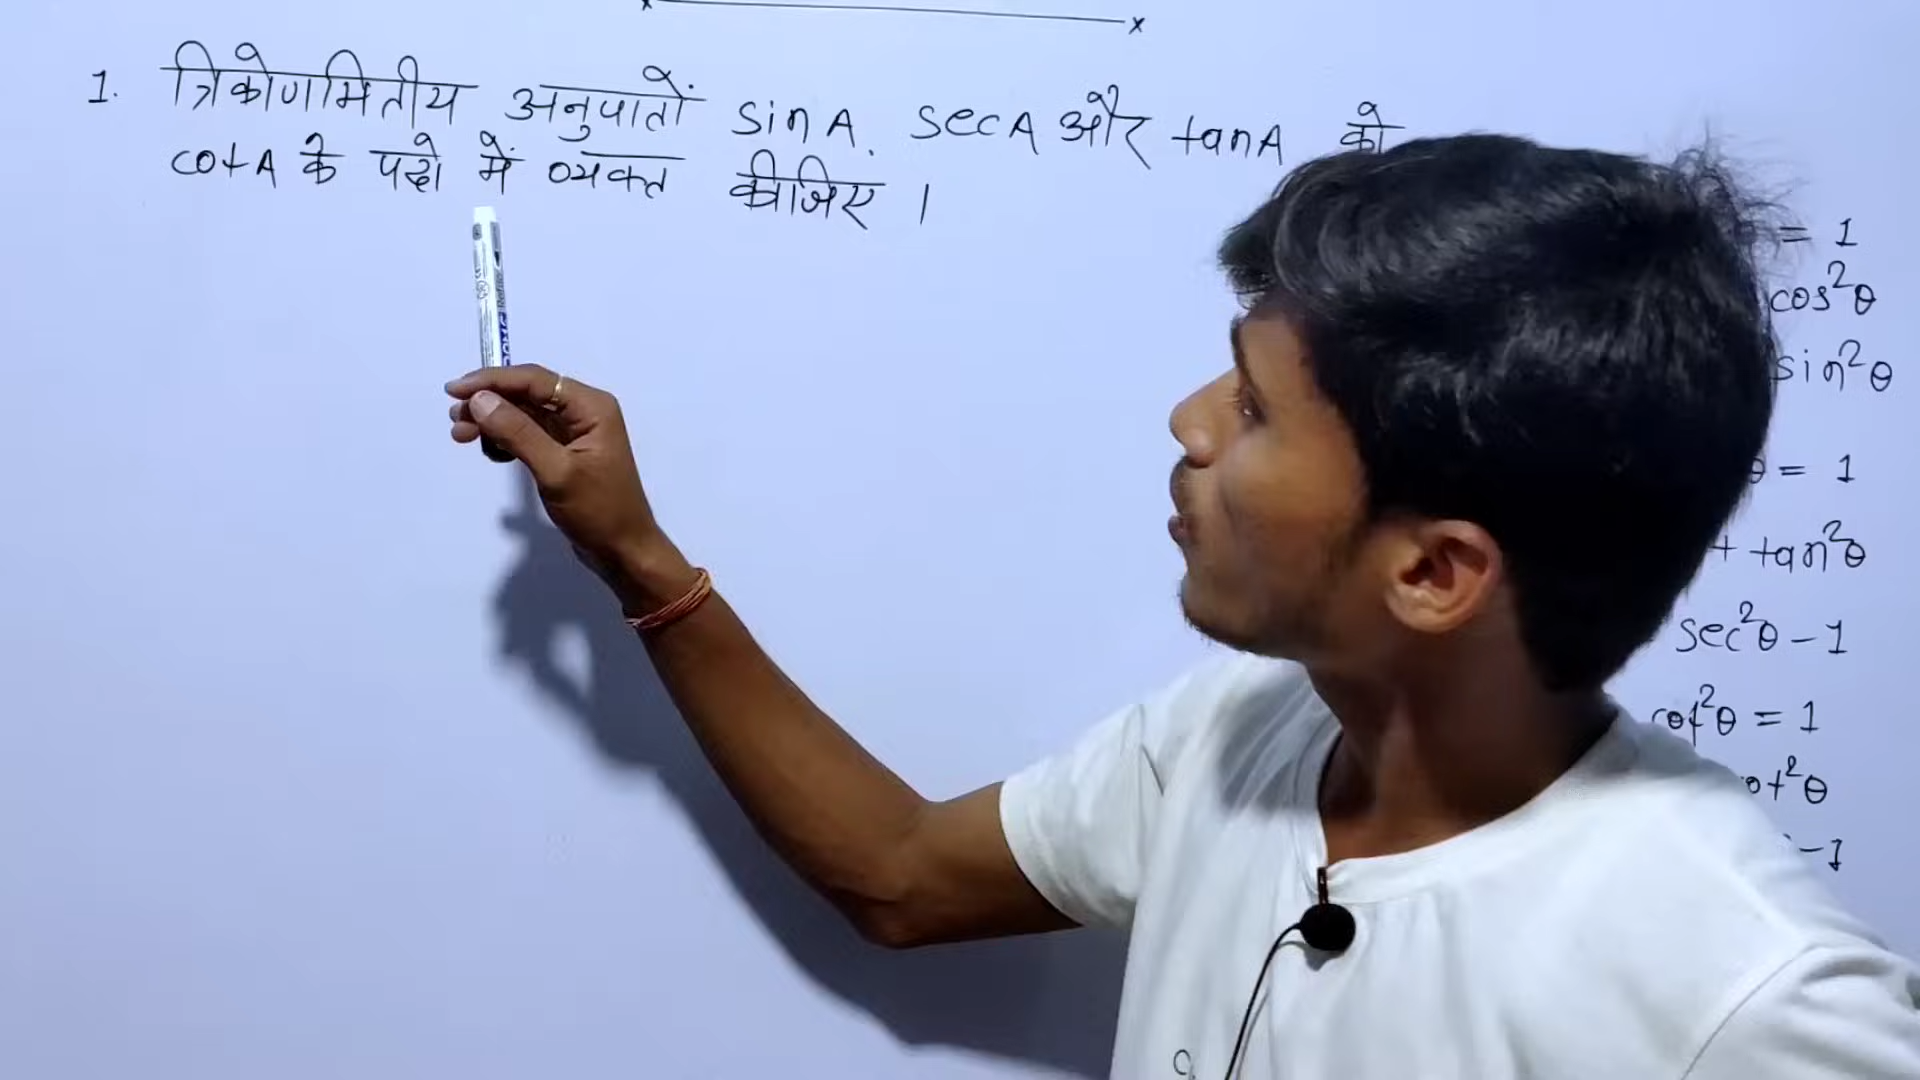 1. त्रिकोणमितीय अनुपातों sin A, sec A और tan A को
cot A के पदों में व्यक्त कीजिए ।
= 1
cos²θ
sin²θ
θ = 1
+ tan²θ
sec²θ - 1
cot²θ = 1
ot²θ
- 1